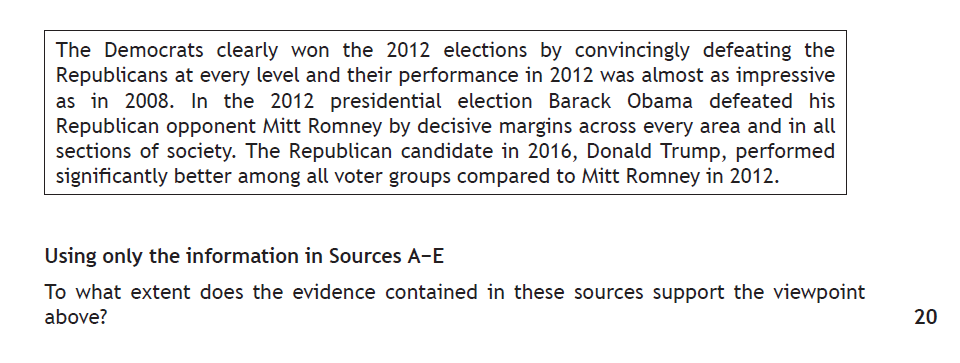 The Democrats clearly won the 2012 elections by convincingly defeating the
Republicans at every level and their performance in 2012 was almost as impressive
as in 2008. In the 2012 presidential election Barack Obama defeated his
Republican opponent Mitt Romney by decisive margins across every area and in all
sections of society. The Republican candidate in 2016, Donald Trump, performed
significantly better among all voter groups compared to Mitt Romney in 2012.
Using only the information in Sources A–E
To what extent does the evidence contained in these sources support the viewpoint
above? 20